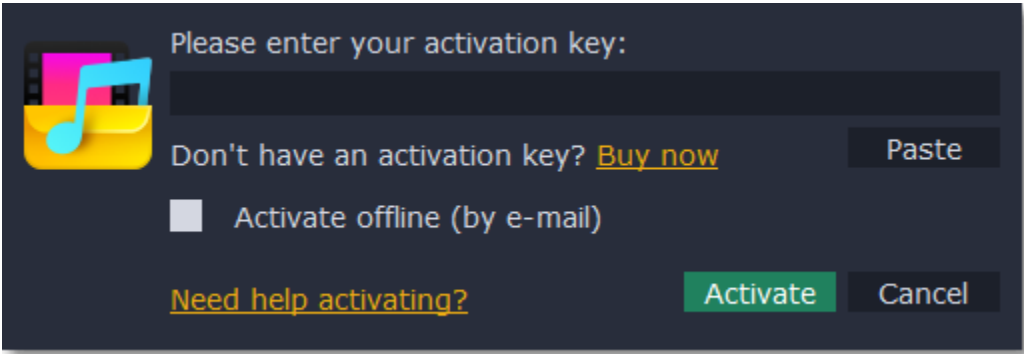 Please enter your activation key:
Don't have an activation key? Buy now
Paste
Activate offline (by e-mail)
Need help activating?
Activate
Cancel